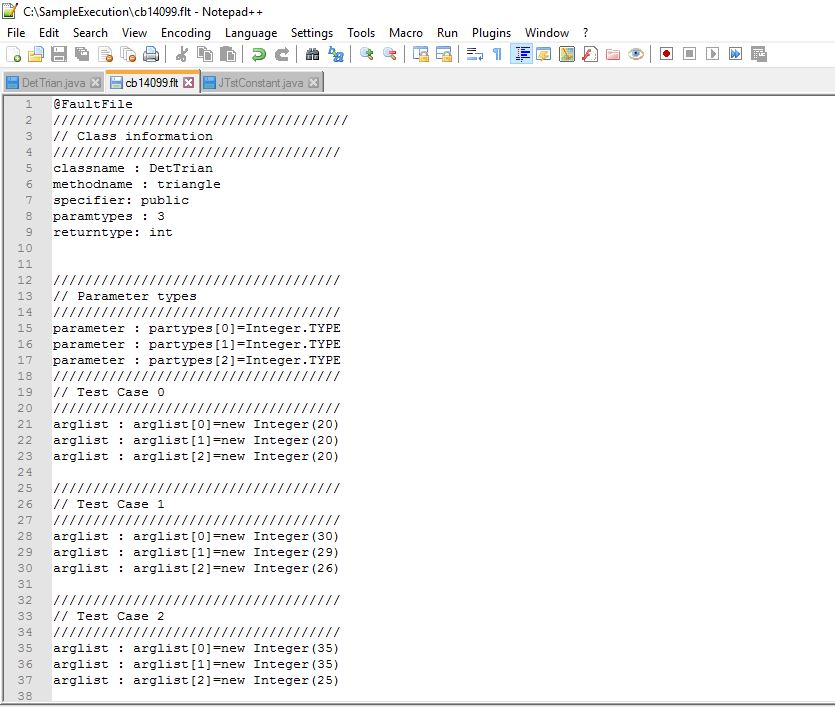 C:\SampleExecution\cb14099.flt - Notepad++
File Edit Search View Encoding Language Settings Tools Macro Run Plugins Window ?
DetTrian.java cb14099.flt JTstConstant.java
1 @FaultFile
2 /////////////////////////////////////
3 // Class information
4 ////////////////////////////////////
5 classname : DetTrian
6 methodname : triangle
7 specifier: public
8 paramtypes : 3
9 returntype: int
10
11
12 ////////////////////////////////////
13 // Parameter types
14 ////////////////////////////////////
15 parameter : partypes[0]=Integer.TYPE
16 parameter : partypes[1]=Integer.TYPE
17 parameter : partypes[2]=Integer.TYPE
18 ////////////////////////////////////
19 // Test Case 0
20 ////////////////////////////////////
21 arglist : arglist[0]=new Integer(20)
22 arglist : arglist[1]=new Integer(20)
23 arglist : arglist[2]=new Integer(20)
24
25 ////////////////////////////////////
26 // Test Case 1
27 ////////////////////////////////////
28 arglist : arglist[0]=new Integer(30)
29 arglist : arglist[1]=new Integer(29)
30 arglist : arglist[2]=new Integer(26)
31
32 ////////////////////////////////////
33 // Test Case 2
34 ////////////////////////////////////
35 arglist : arglist[0]=new Integer(35)
36 arglist : arglist[1]=new Integer(35)
37 arglist : arglist[2]=new Integer(25)
38